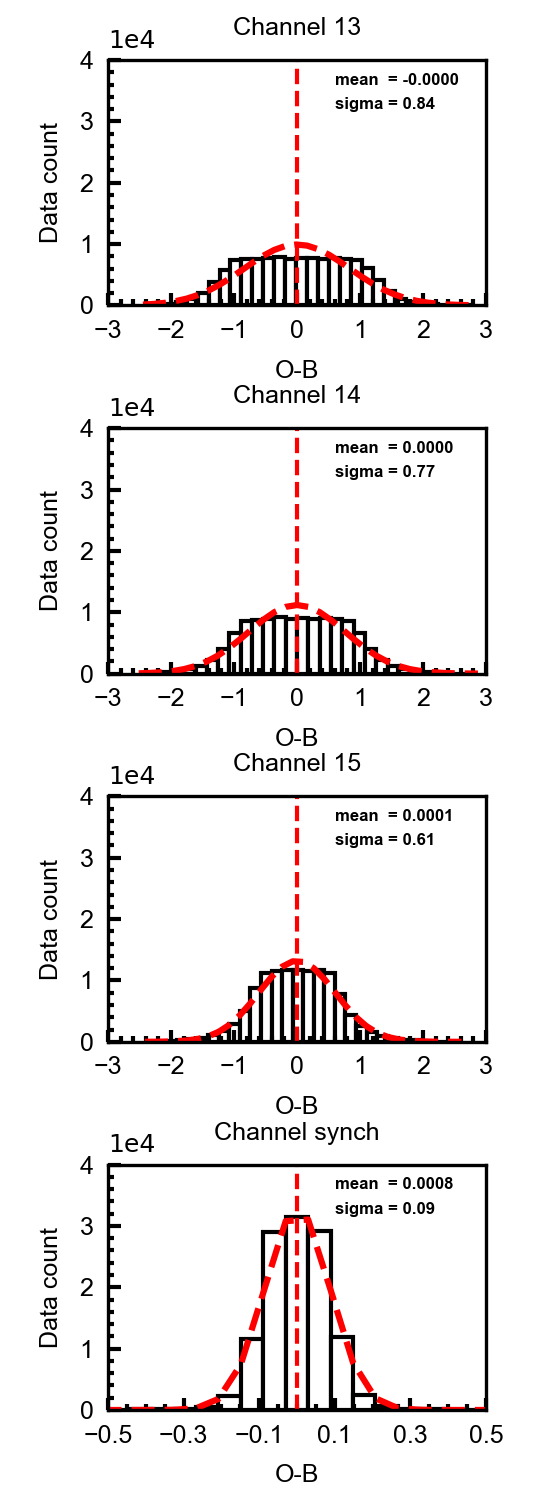 Channel 13
1e4
mean = -0.0000
sigma = 0.84
4
3
2
1
0
Data count
−3 −2 −1 0 1 2 3
O-B
Channel 14
1e4
mean = 0.0000
sigma = 0.77
4
3
2
1
0
Data count
−3 −2 −1 0 1 2 3
O-B
Channel 15
1e4
mean = 0.0001
sigma = 0.61
4
3
2
1
0
Data count
−3 −2 −1 0 1 2 3
O-B
Channel synch
1e4
mean = 0.0008
sigma = 0.09
4
3
2
1
0
Data count
−0.5 −0.3 −0.1 0.1 0.3 0.5
O-B